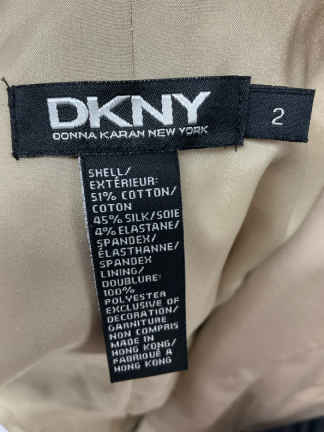 DKNY
DONNA KARAN NEW YORK
2
SHELL/
EXTÉRIEUR:
51% COTTON/
COTON
45% SILK/SOIE
4% ELASTANE/
SPANDEX/
ÉLASTHANNE/
SPANDEX
LINING/
DOUBLURE:
100%
POLYESTER
EXCLUSIVE OF
DECORATION/
GARNITURE
NON COMPRIS
MADE IN
HONG KONG/
FABRIQUÉ À
HONG KONG